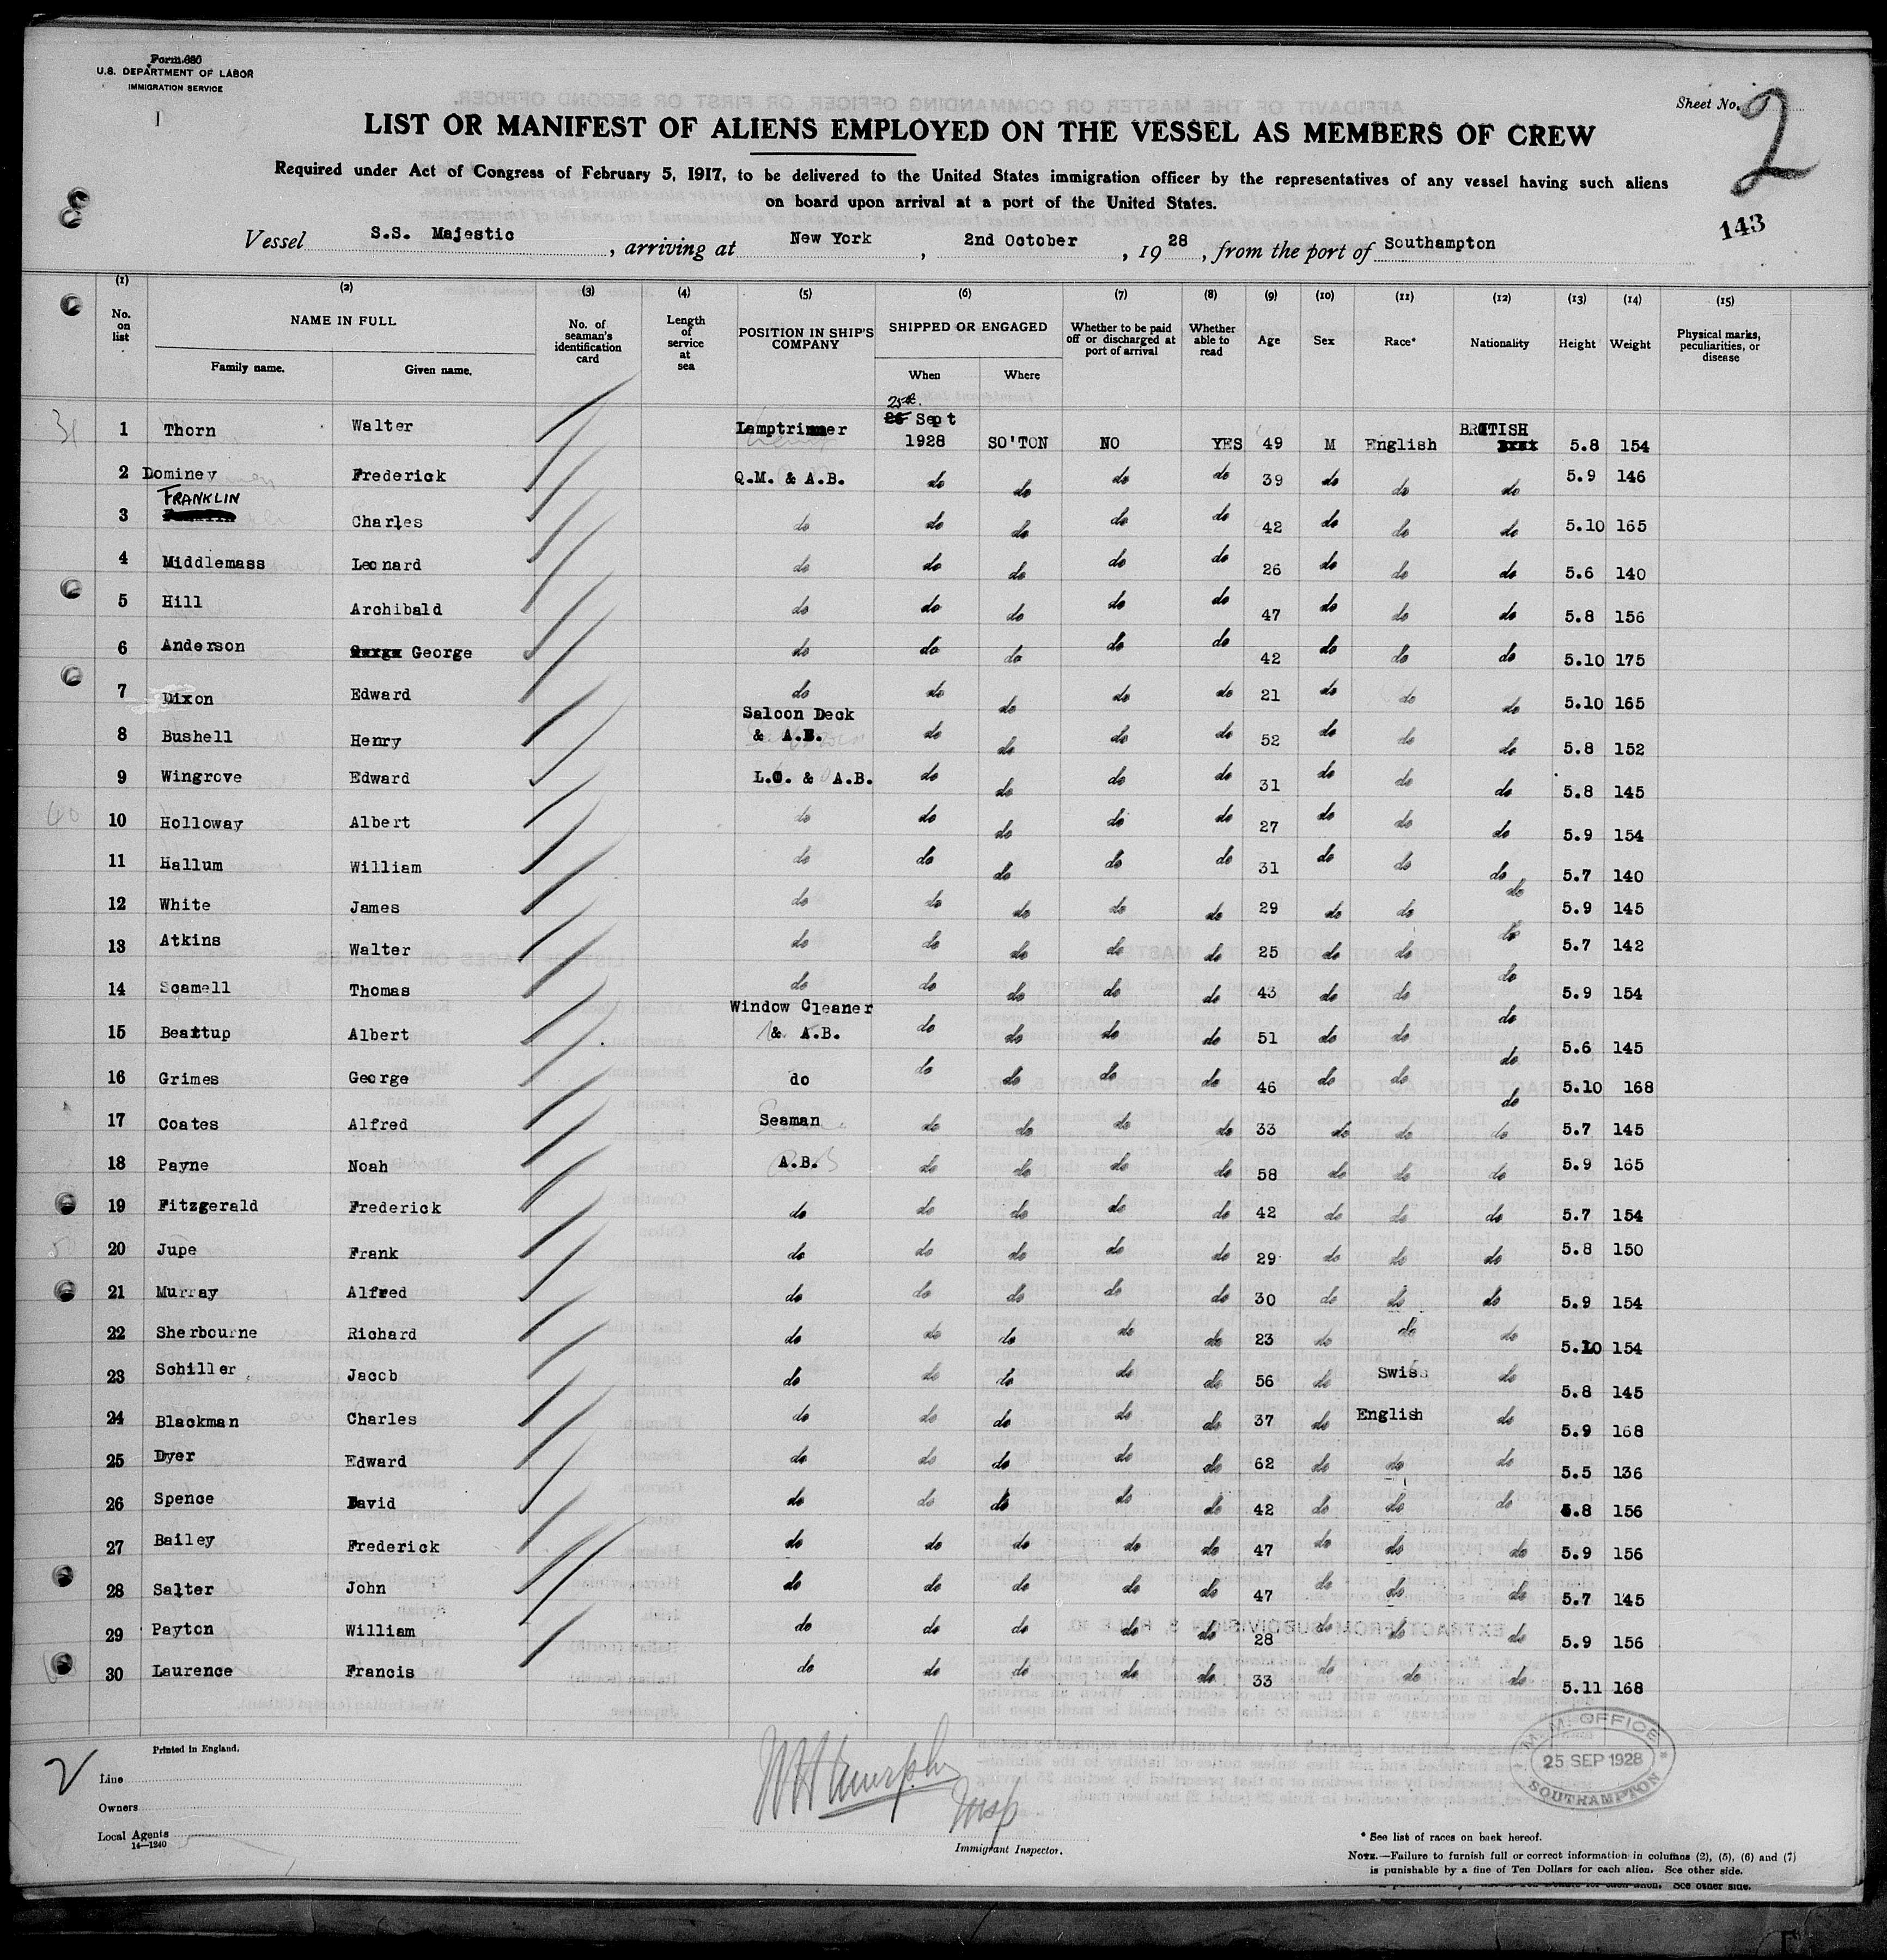 Form 680
U.S. DEPARTMENT OF LABOR
IMMIGRATION SERVICE
Sheet No. 2
LIST OR MANIFEST OF ALIENS EMPLOYED ON THE VESSEL AS MEMBERS OF CREW
Required under Act of Congress of February 5, 1917, to be delivered to the United States immigration officer by the representatives of any vessel having such aliens
on board upon arrival at a port of the United States.
143
Vessel S.S. Majestic, arriving at New York, 2nd October, 1928, from the port of Southampton
(1) (2) (3) (4) (5) (6) (7) (8) (9) (10) (11) (12) (13) (14) (15)
No. on list NAME IN FULL Family name. Given name. No. of seaman's identification card Length of service at sea POSITION IN SHIP'S COMPANY SHIPPED OR ENGAGED When Where Whether to be paid off or discharged at port of arrival Whether able to read Age Sex Race* Nationality Height Weight Physical marks, peculiarities, or disease
1 Thorn Walter Lamptrimmer 25th 26 Sept 1928 SO'TON NO YES 49 M English BRITISH 5.8 154
2 Dominey Frederick Q.M. & A.B. do do do do 39 do do do 5.9 146
3 FRANKLIN Charles do do do do do 42 do do do 5.10 165
4 Middlemass Leonard do do do do do 26 do do do 5.6 140
5 Hill Archibald do do do do do 47 do do do 5.8 156
6 Anderson George do do do do do 42 do do do 5.10 175
7 Dixon Edward do do do do do 21 do do do 5.10 165
8 Bushell Henry Saloon Deck & A.B. do do do do 52 do do do 5.8 152
9 Wingrove Edward L.O. & A.B. do do do do 31 do do do 5.8 145
10 Holloway Albert do do do do do 27 do do do 5.9 154
11 Hallum William do do do do do 31 do do do 5.7 140
12 White James do do do do do 29 do do do 5.9 145
13 Atkins Walter do do do do do 25 do do do 5.7 142
14 Scamell Thomas do do do do do 43 do do do 5.9 154
15 Beattup Albert Window Cleaner & A.B. do do do do 51 do do do 5.6 145
16 Grimes George do do do do do 46 do do do 5.10 168
17 Coates Alfred Seaman do do do do 33 do do do 5.7 145
18 Payne Noah A.B. do do do do 58 do do do 5.9 165
19 Fitzgerald Frederick do do do do do 42 do do do 5.7 154
20 Jupe Frank do do do do do 29 do do do 5.8 150
21 Murray Alfred do do do do do 30 do do do 5.9 154
22 Sherbourne Richard do do do do do 23 do do do 5.10 154
23 Schiller Jacob do do do do do 56 do Swiss do 5.8 145
24 Blackman Charles do do do do do 37 do English do 5.9 168
25 Dyer Edward do do do do do 62 do do do 5.5 136
26 Spence David do do do do do 42 do do do 5.8 156
27 Bailey Frederick do do do do do 47 do do do 5.9 156
28 Salter John do do do do do 47 do do do 5.7 145
29 Payton William do do do do do 28 do do do 5.9 156
30 Laurence Francis do do do do do 33 do do do 5.11 168
Printed in England.
Line
Owners
Local Agents
14—1240
W H Murphy
Insp
Immigrant Inspector.
M.M. OFFICE
25 SEP 1928
SOUTHAMPTON
* See list of races on back hereof.
NOTE.—Failure to furnish full or correct information in columns (2), (5), (6) and (7)
is punishable by a fine of Ten Dollars for each alien. See other side.